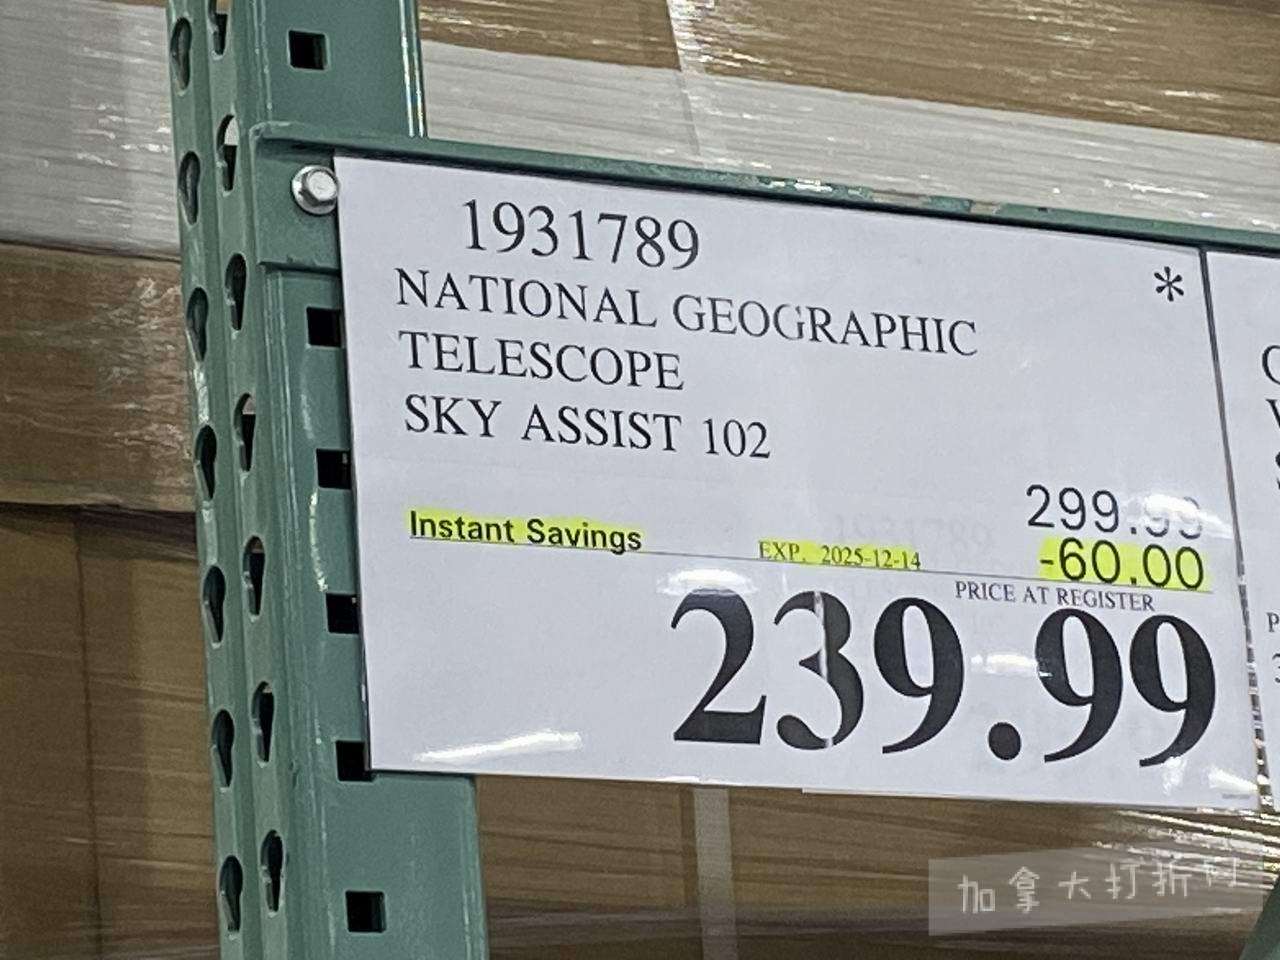 1931789
*
NATIONAL GEOGRAPHIC
TELESCOPE
SKY ASSIST 102
299.99
Instant Savings EXP. 2025-12-14 -60.00
PRICE AT REGISTER
239.99
加拿大打折网